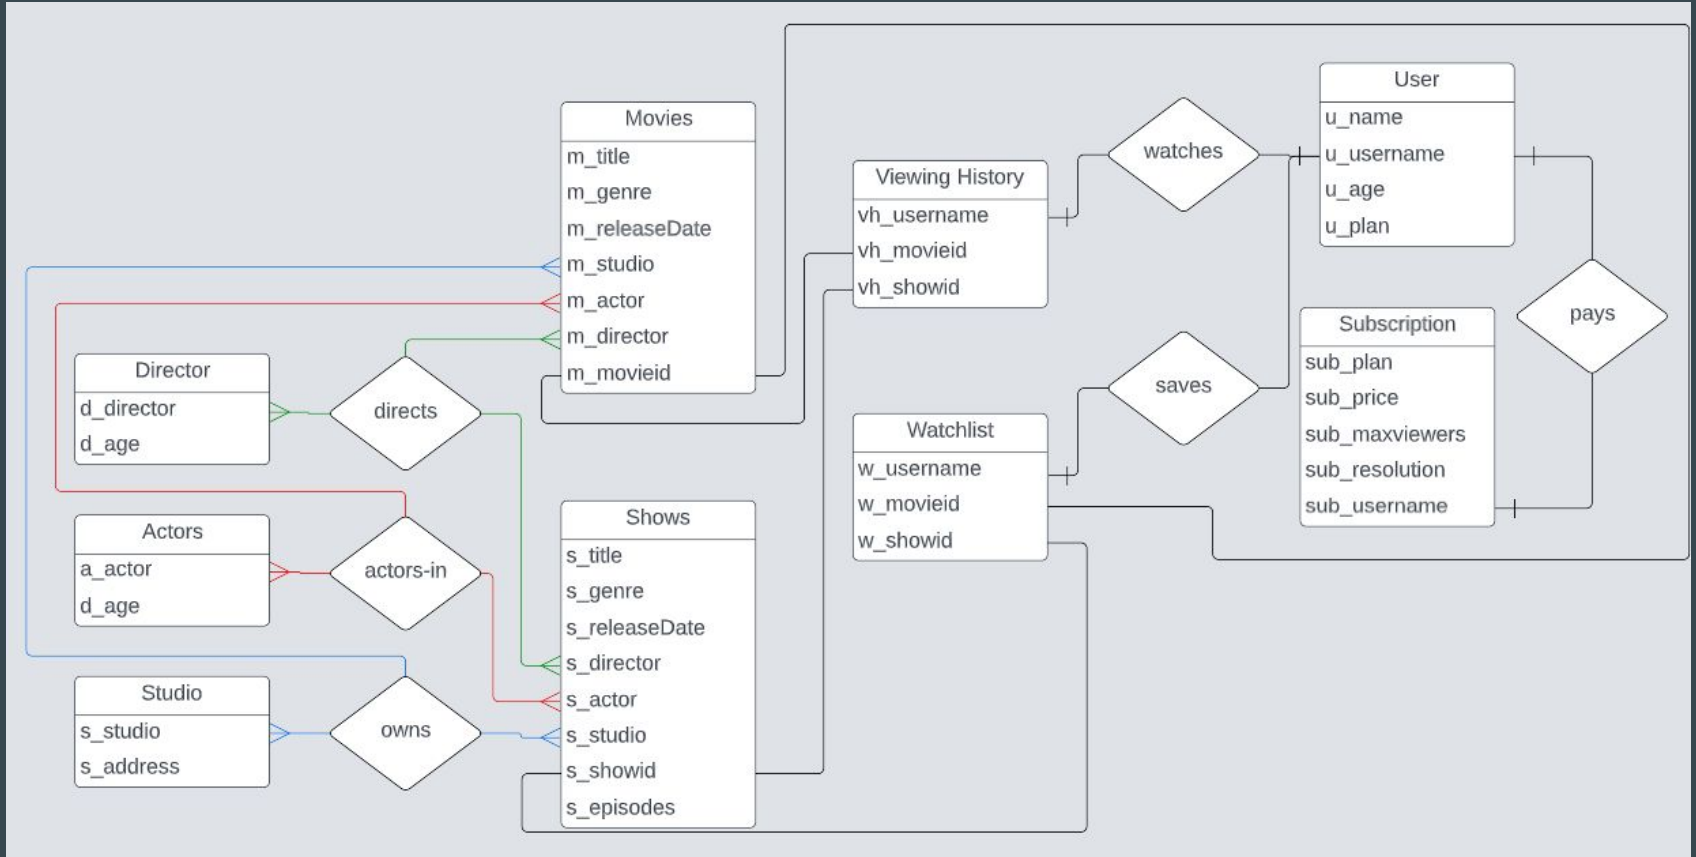 Movies
m_title
m_genre
m_releaseDate
m_studio
m_actor
m_director
m_movieid
Viewing History
vh_username
vh_movieid
vh_showid
watches
User
u_name
u_username
u_age
u_plan
pays
Subscription
sub_plan
sub_price
sub_maxviewers
sub_resolution
sub_username
saves
Watchlist
w_username
w_movieid
w_showid
Director
d_director
d_age
directs
Actors
a_actor
d_age
actors-in
Shows
s_title
s_genre
s_releaseDate
s_director
s_actor
s_studio
s_showid
s_episodes
Studio
s_studio
s_address
owns